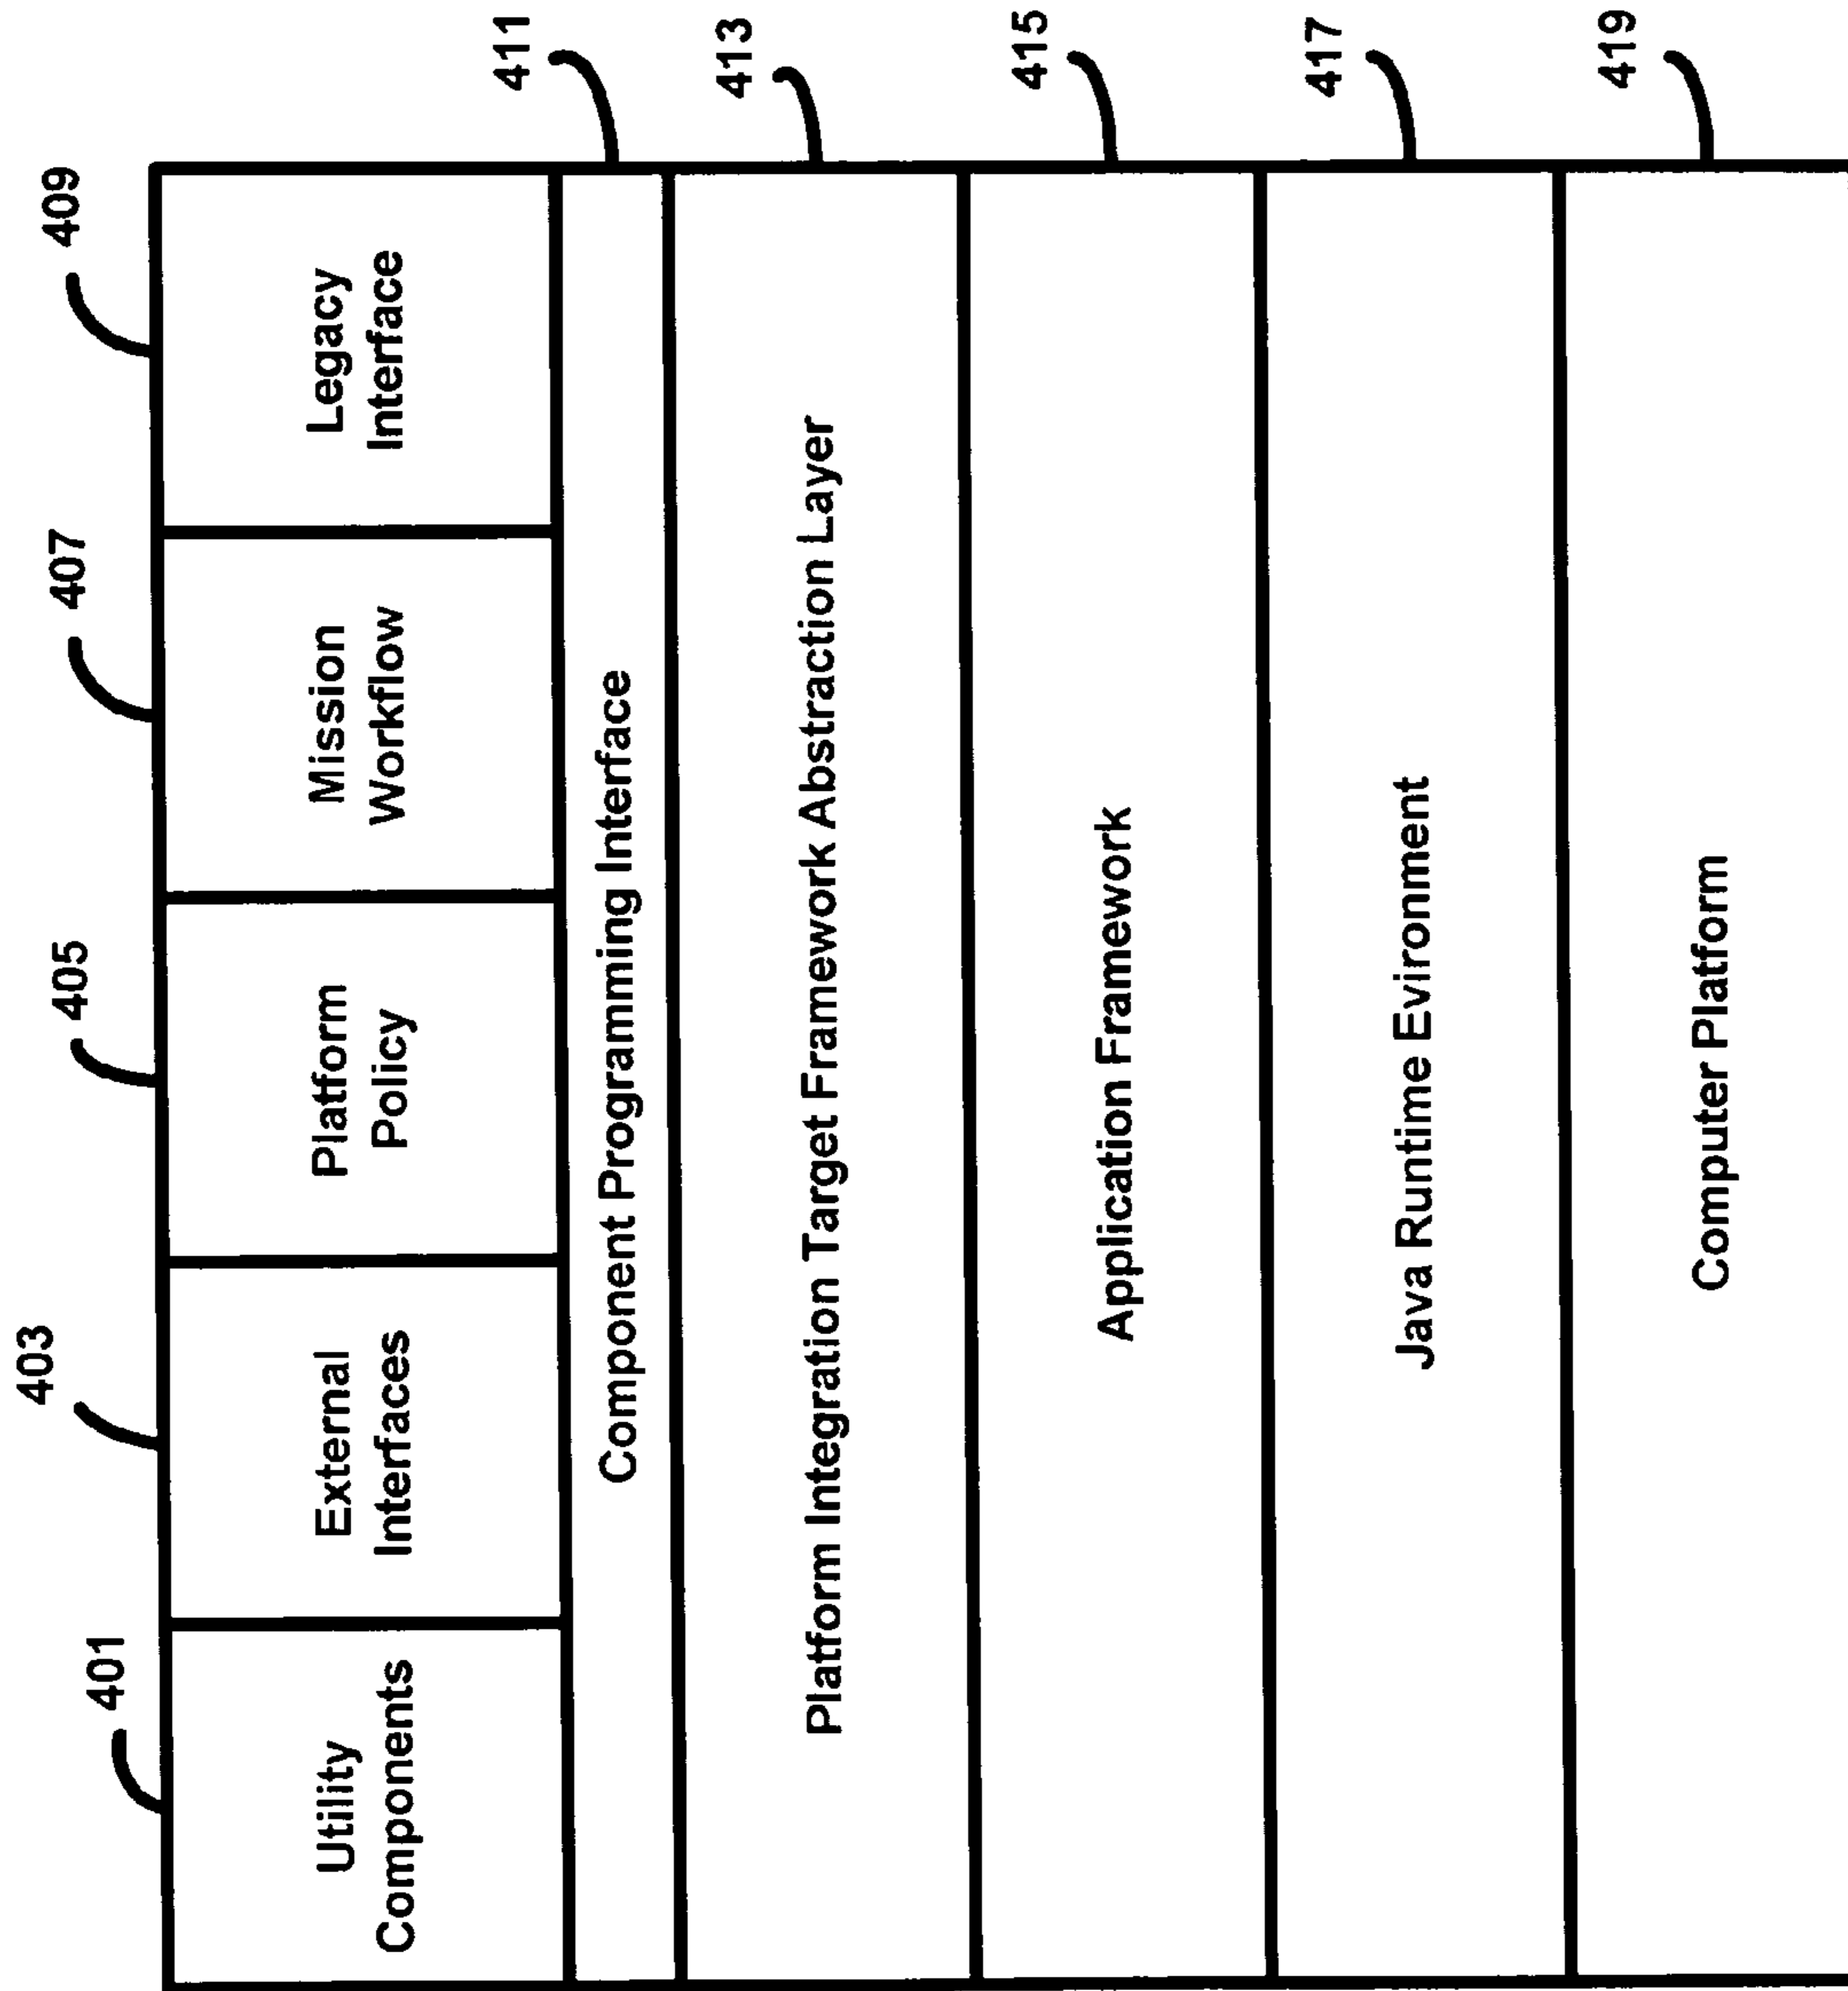 401
403
405
407
409
Utility
Components
External
Interfaces
Platform
Policy
Mission
Workflow
Legacy
Interface
Component Programming Interface
411
Platform Integration Target Framework Abstraction Layer
413
Application Framework
415
Java Runtime Evironment
417
Computer Platform
419